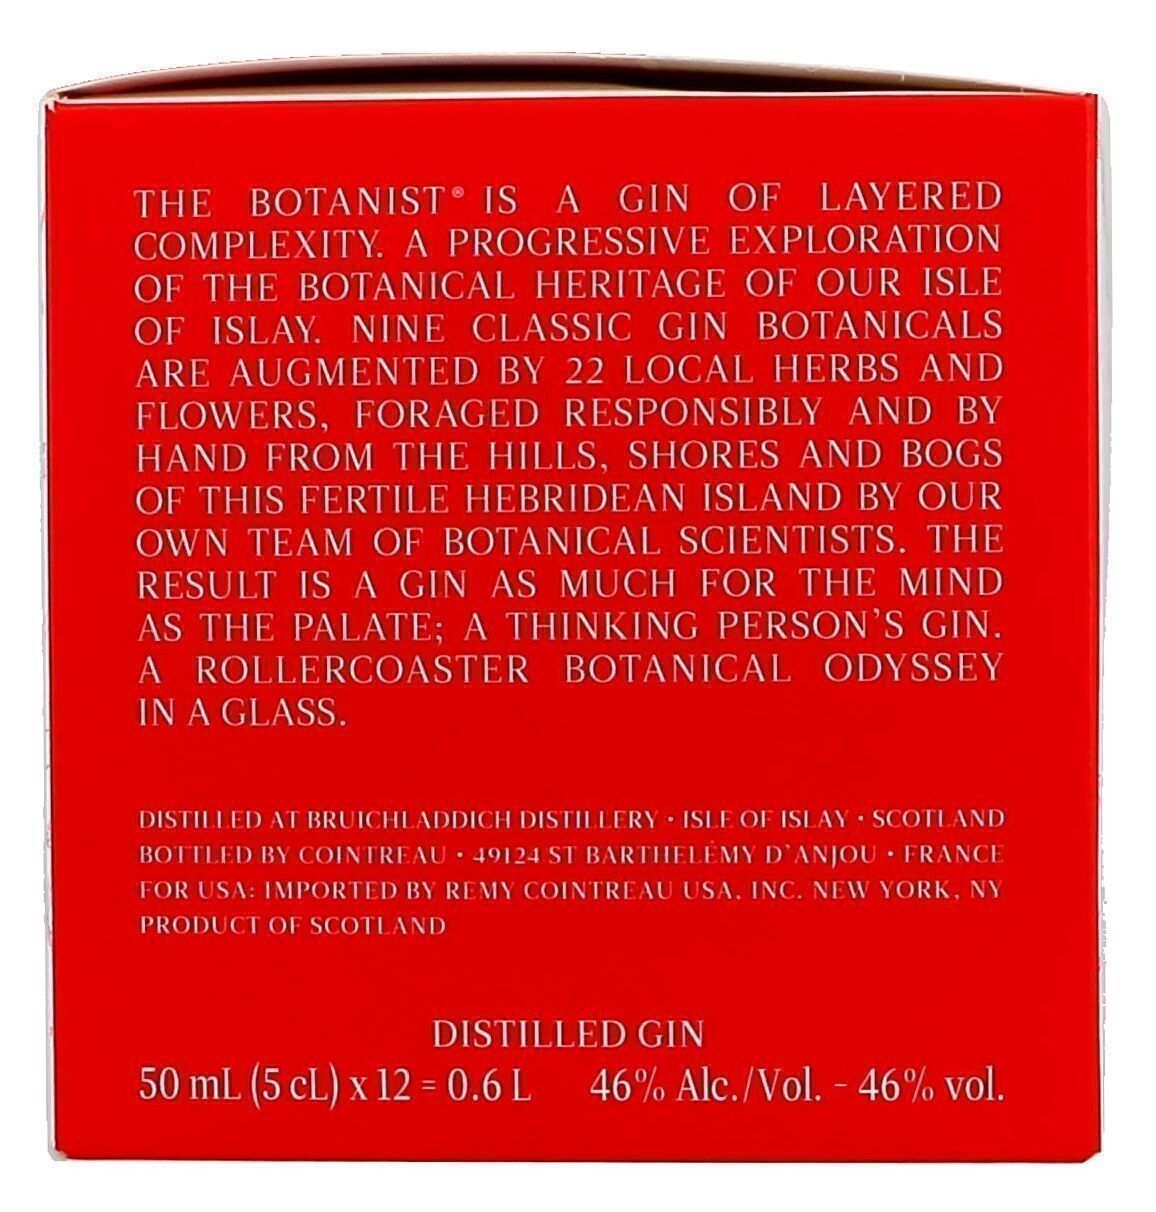 THE BOTANIST® IS A GIN OF LAYERED
COMPLEXITY. A PROGRESSIVE EXPLORATION
OF THE BOTANICAL HERITAGE OF OUR ISLE
OF ISLAY. NINE CLASSIC GIN BOTANICALS
ARE AUGMENTED BY 22 LOCAL HERBS AND
FLOWERS, FORAGED RESPONSIBLY AND BY
HAND FROM THE HILLS, SHORES AND BOGS
OF THIS FERTILE HEBRIDEAN ISLAND BY OUR
OWN TEAM OF BOTANICAL SCIENTISTS. THE
RESULT IS A GIN AS MUCH FOR THE MIND
AS THE PALATE; A THINKING PERSON'S GIN.
A ROLLERCOASTER BOTANICAL ODYSSEY
IN A GLASS.
DISTILLED AT BRUICHLADDICH DISTILLERY • ISLE OF ISLAY • SCOTLAND
BOTTLED BY COINTREAU • 49124 ST BARTHELÉMY D'ANJOU • FRANCE
FOR USA: IMPORTED BY REMY COINTREAU USA, INC. NEW YORK, NY
PRODUCT OF SCOTLAND
DISTILLED GIN
50 mL (5 cL) x 12 = 0.6 L 46% Alc./Vol. - 46% vol.